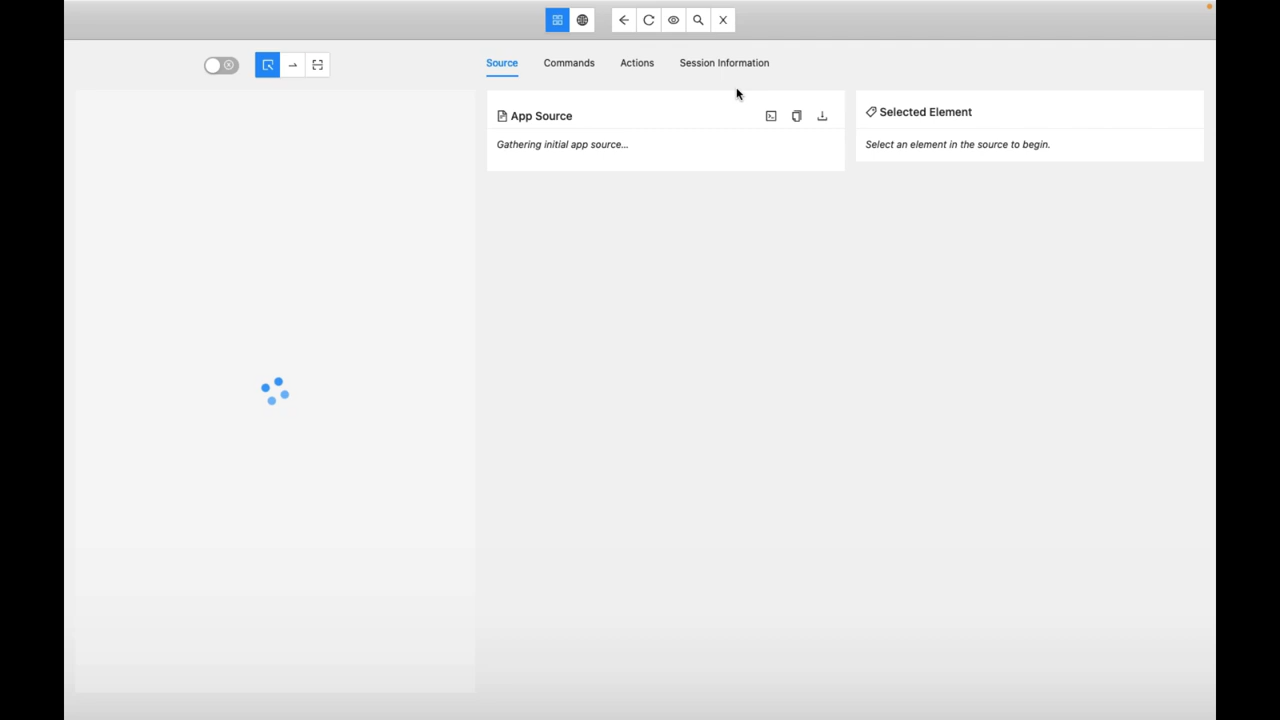 Source Commands Actions Session Information
App Source
Gathering initial app source...
Selected Element
Select an element in the source to begin.